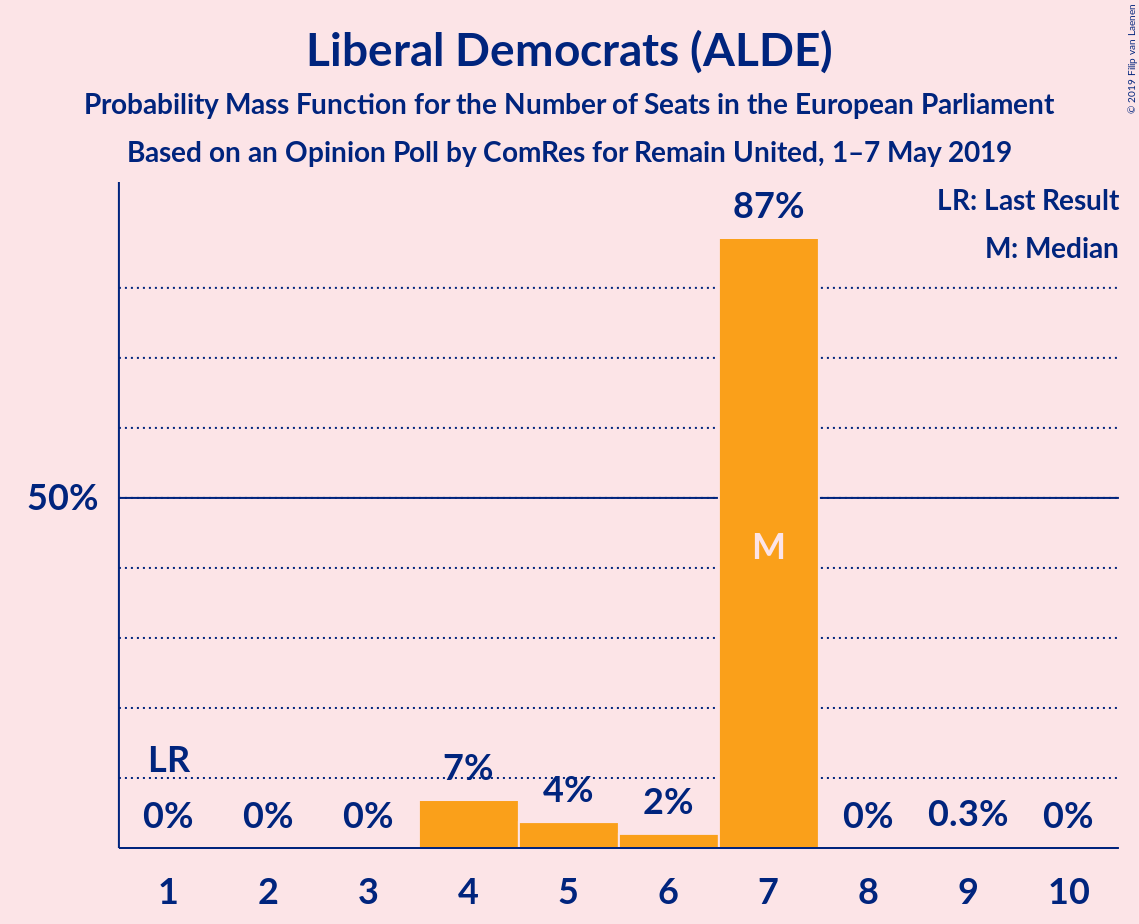 Liberal Democrats (ALDE)
Probability Mass Function for the Number of Seats in the European Parliament
Based on an Opinion Poll by ComRes for Remain United, 1–7 May 2019
© 2019 Filip van Laenen
LR: Last Result
M: Median
87%
50%
M
LR
0%
0%
0%
7%
4%
2%
0%
0.3%
0%
1 2 3 4 5 6 7 8 9 10